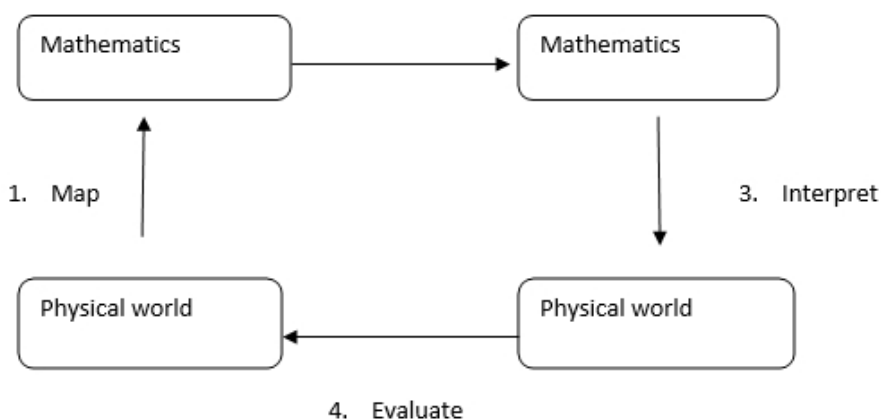 Mathematics
Mathematics
1. Map
3. Interpret
Physical world
Physical world
4. Evaluate